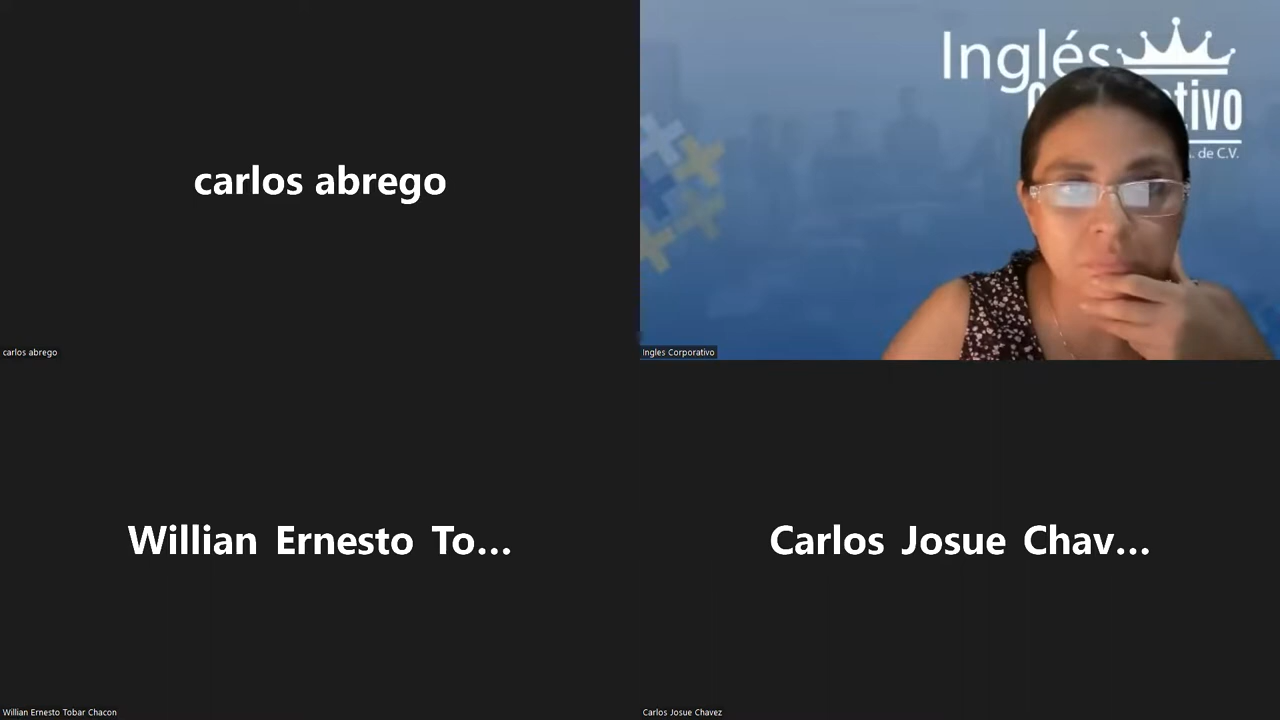 carlos abrego
carlos abrego
Inglés
tivo
. de C.V.
Ingles Corporativo
Willian Ernesto To...
Willian Ernesto Tobar Chacon
Carlos Josue Chav...
Carlos Josue Chavez